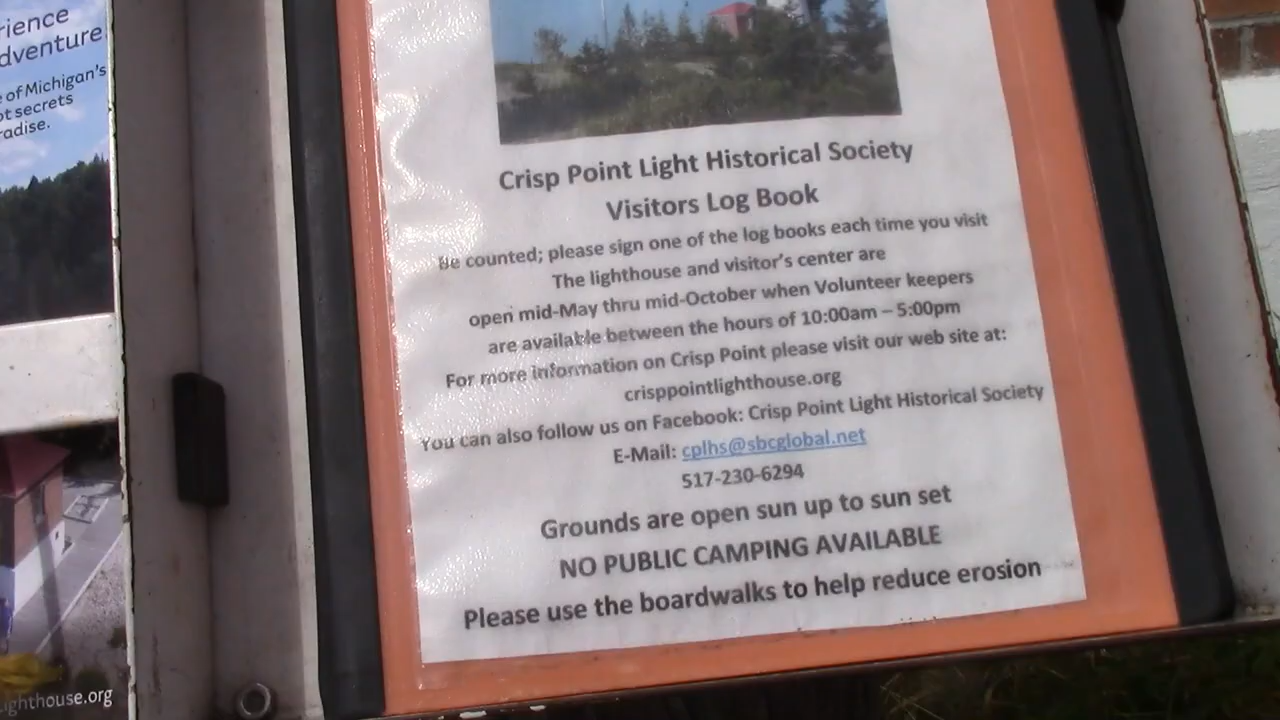 rience
dventure
of Michigan's
ot secrets
radise.
Crisp Point Light Historical Society
Visitors Log Book
Be counted; please sign one of the log books each time you visit
The lighthouse and visitor's center are
open mid-May thru mid-October when Volunteer keepers
are available between the hours of 10:00am – 5:00pm
For more information on Crisp Point please visit our web site at:
crisppointlighthouse.org
You can also follow us on Facebook: Crisp Point Light Historical Society
E-Mail: cplhs@sbcglobal.net
517-230-6294
Grounds are open sun up to sun set
NO PUBLIC CAMPING AVAILABLE
Please use the boardwalks to help reduce erosion
ighthouse.org